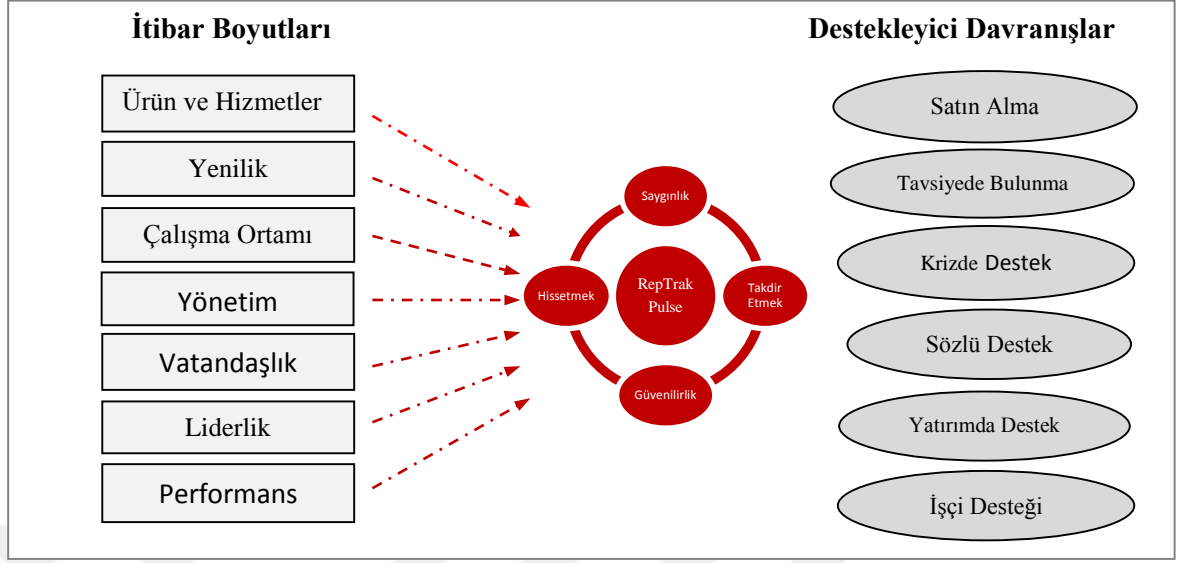 İtibar Boyutları
Ürün ve Hizmetler
Yenilik
Çalışma Ortamı
Yönetim
Vatandaşlık
Liderlik
Performans
Saygınlık
Hissetmek
RepTrak
Pulse
Takdir
Etmek
Güvenilirlik
Destekleyici Davranışlar
Satın Alma
Tavsiyede Bulunma
Krizde Destek
Sözlü Destek
Yatırımda Destek
İşçi Desteği